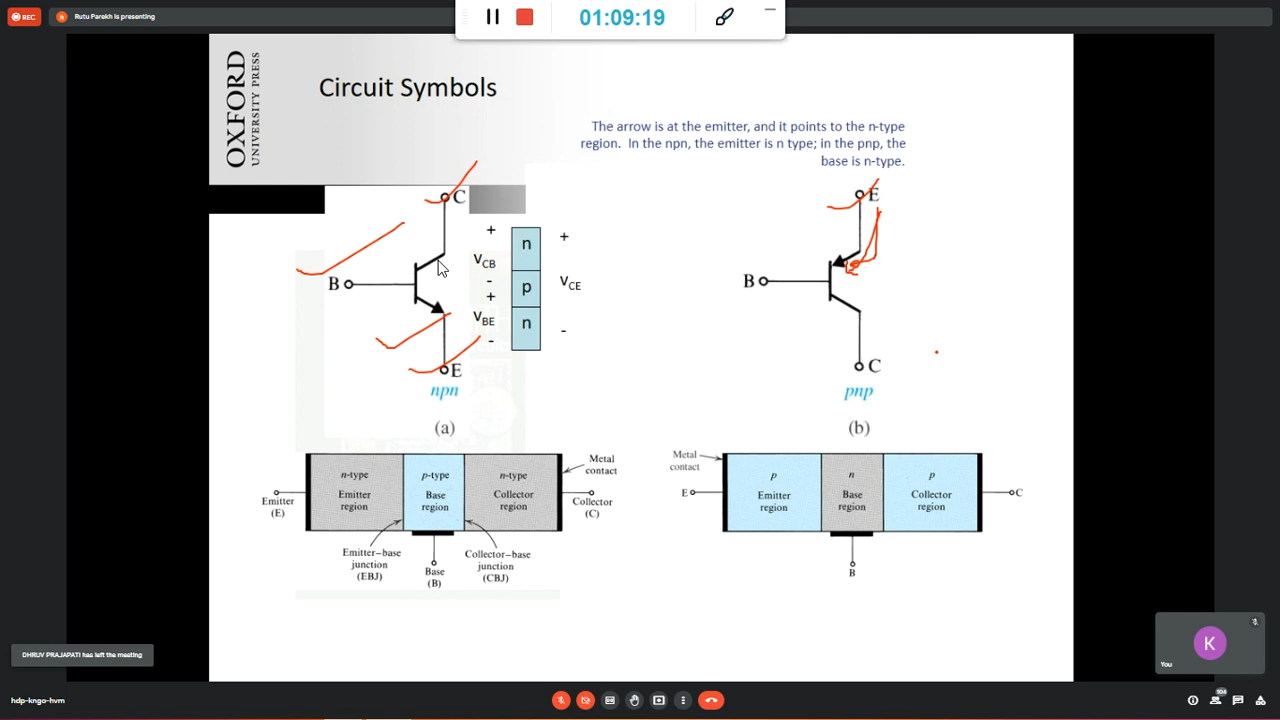 REC
R
Rutu Parekh is presenting
01:09:19
OXFORD
UNIVERSITY PRESS
Circuit Symbols
The arrow is at the emitter, and it points to the n-type
region. In the npn, the emitter is n type; in the pnp, the
base is n-type.
C
B
E
npn
(a)
+
VCB
-
+
VBE
-
n
p
n
+
VCE
-
E
B
C
pnp
(b)
n-type
Emitter
region
p-type
Base
region
n-type
Collector
region
Metal
contact
Emitter
(E)
Collector
(C)
Emitter–base
junction
(EBJ)
Base
(B)
Collector–base
junction
(CBJ)
Metal
contact
p
Emitter
region
n
Base
region
p
Collector
region
E
C
B
K
You
DHRUV PRAJAPATI has left the meeting
hdp-kngo-hvm
104